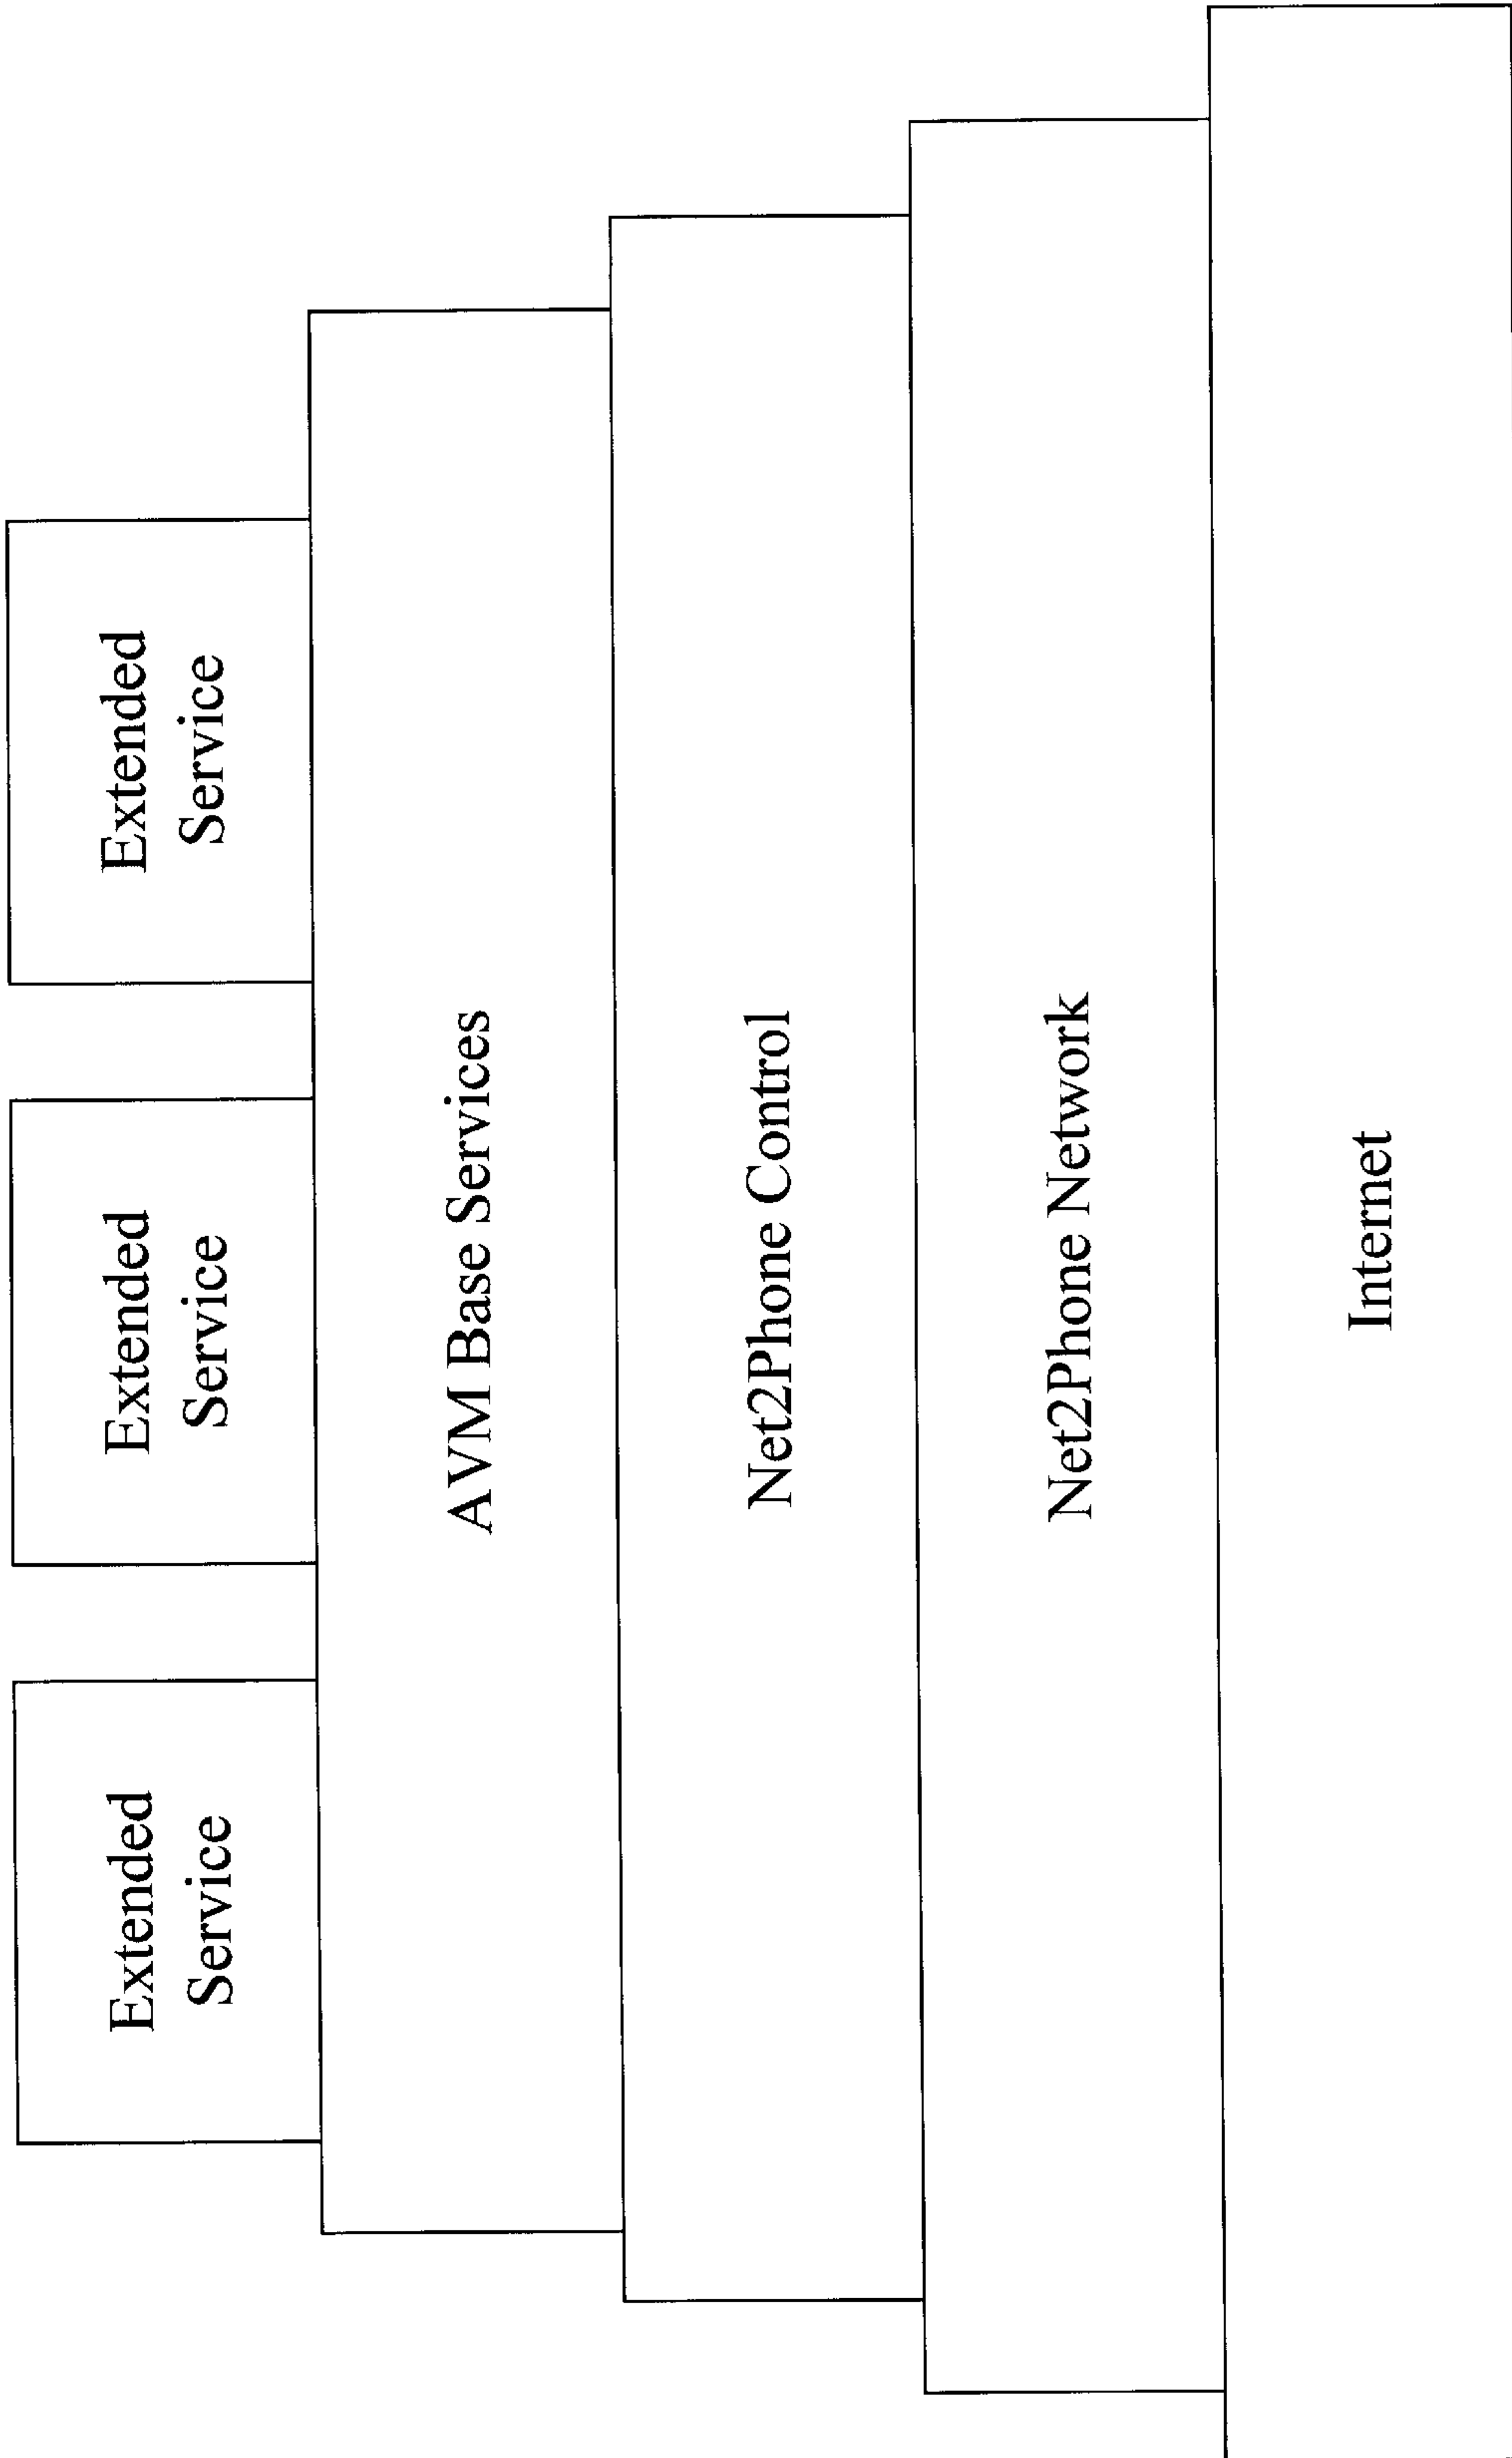 Extended
Service
Extended
Service
Extended
Service
AVM Base Services
Net2Phone Control
Net2Phone Network
Internet